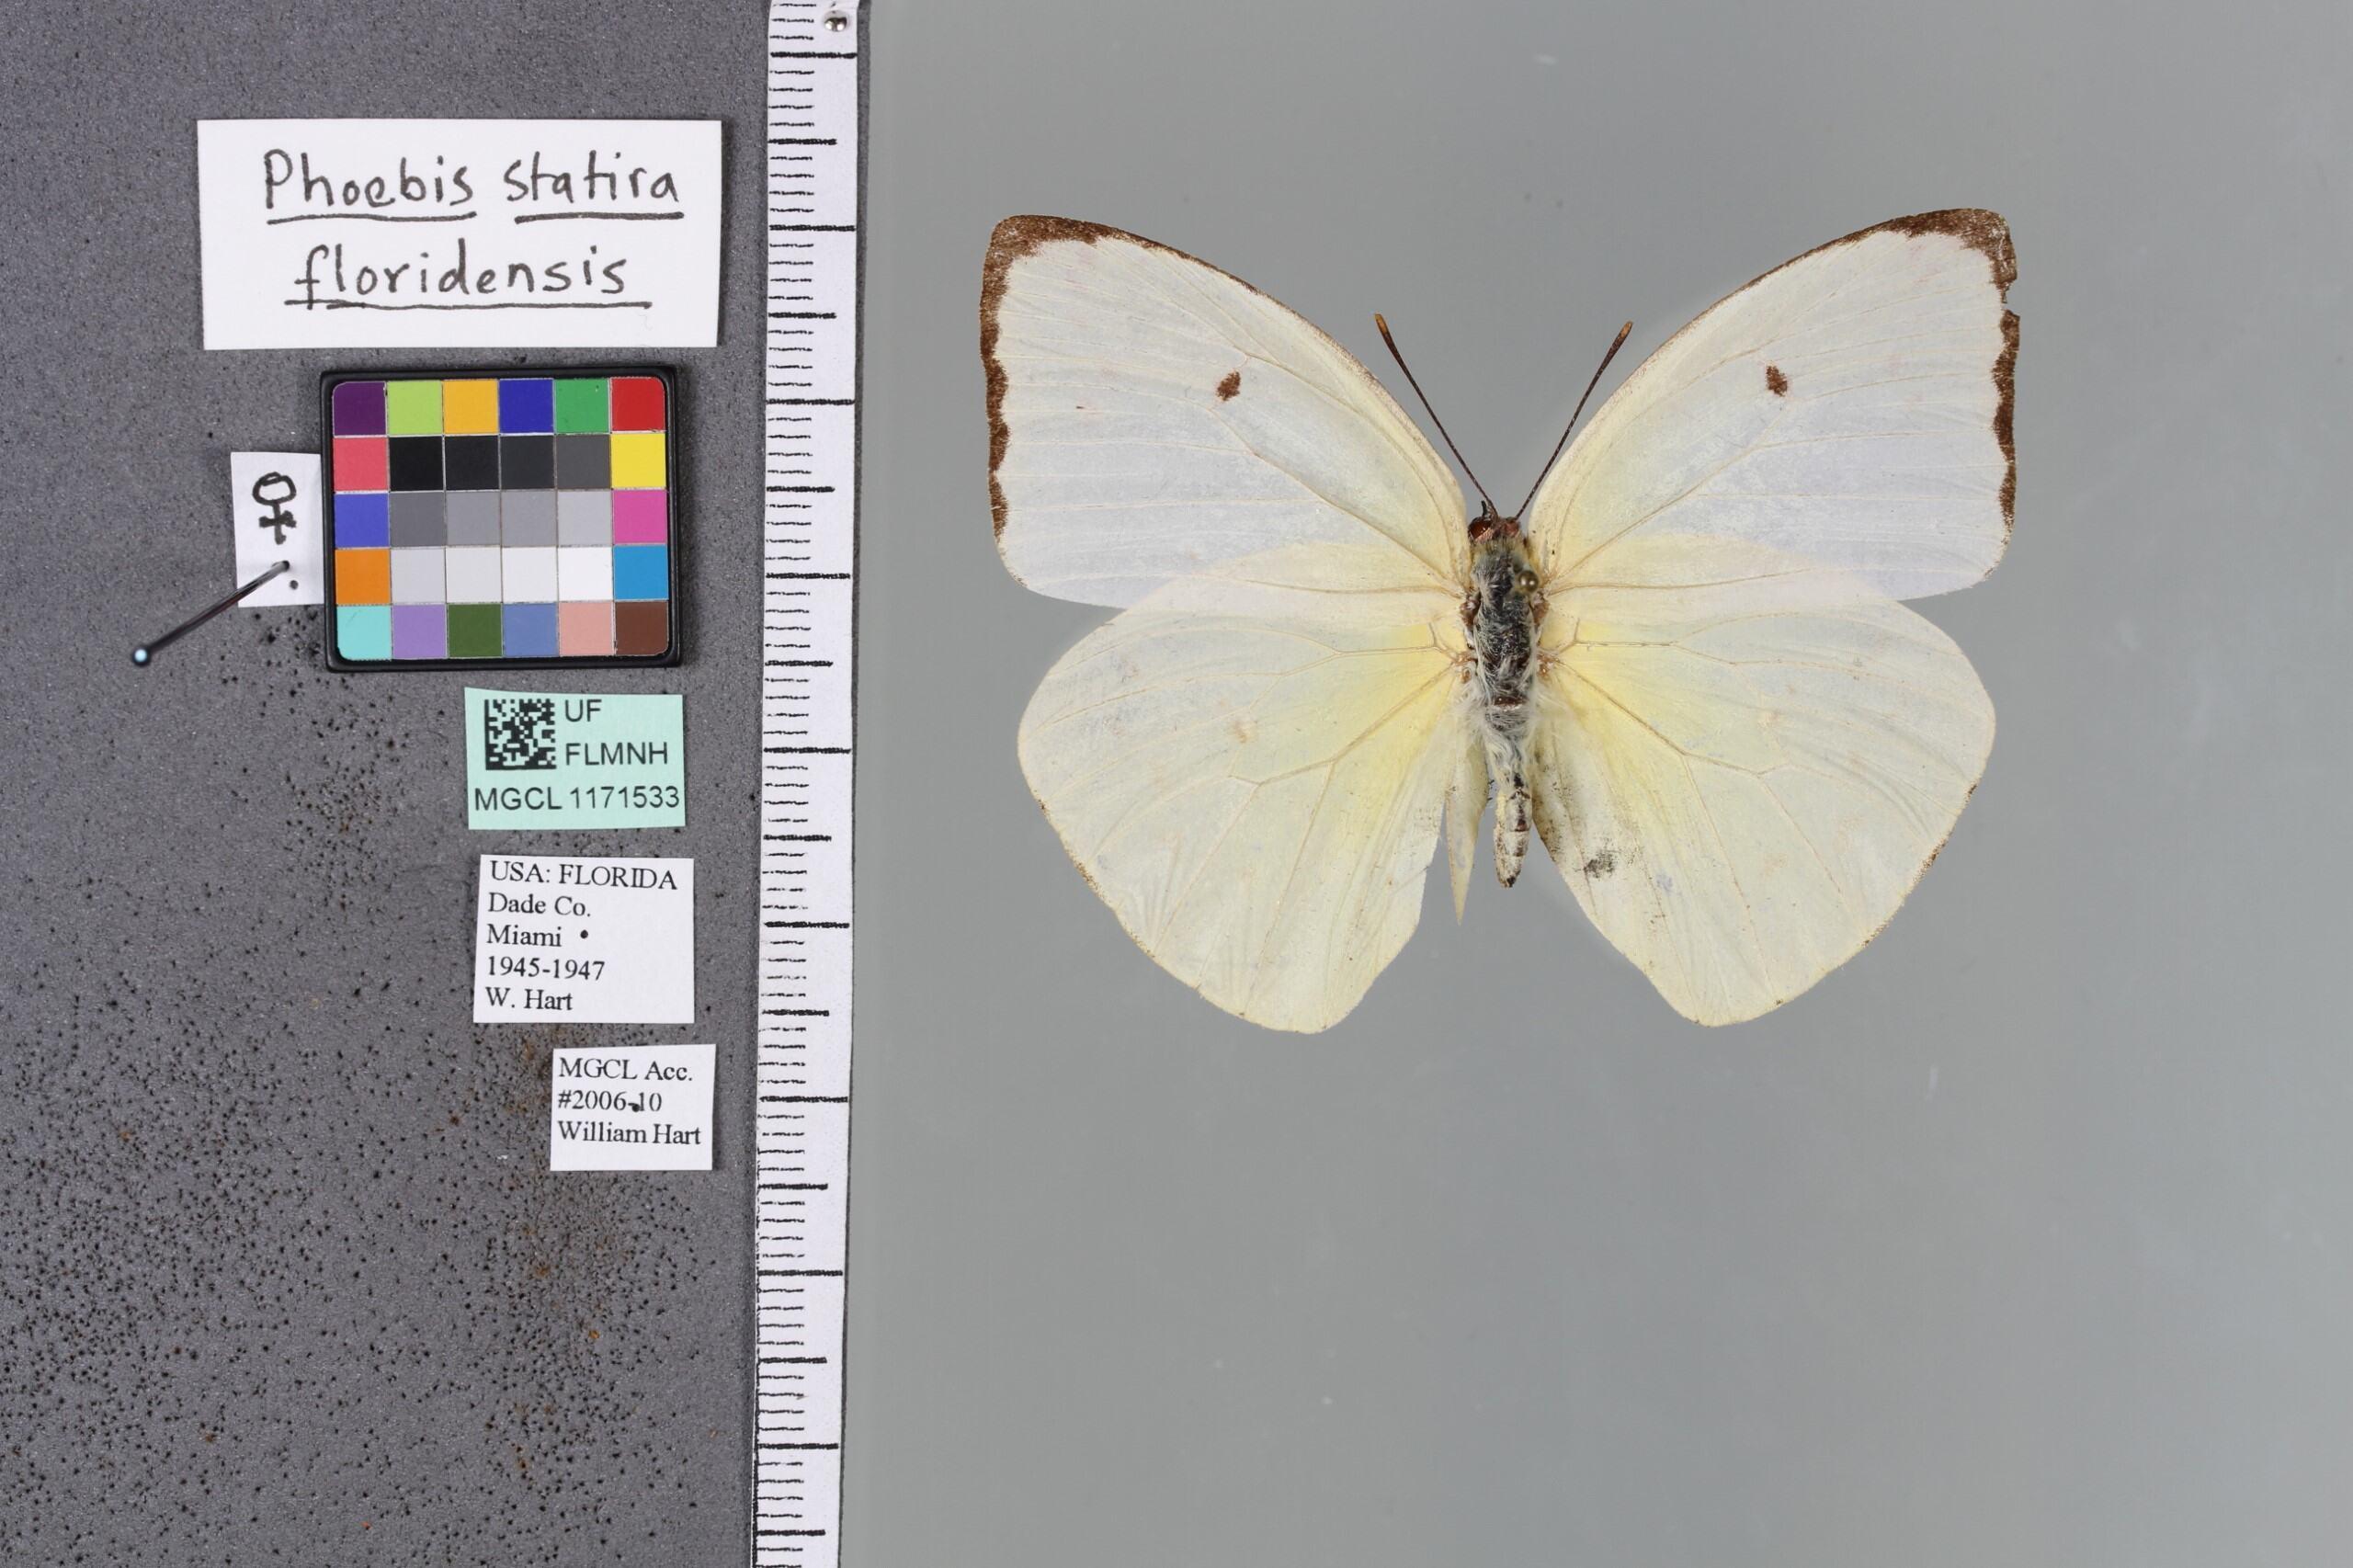 Phoebis statira
floridensis
♀
UF
FLMNH
MGCL 1171533
USA: FLORIDA
Dade Co.
Miami
1945-1947
W. Hart
MGCL Acc.
#2006-10
William Hart